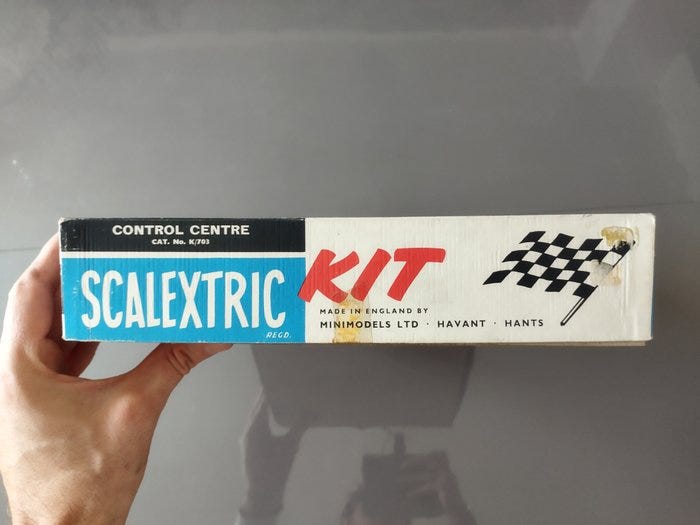 CONTROL CENTRE
CAT. No. K/703
SCALEXTRIC
REGD.
KIT
MADE IN ENGLAND BY
MINIMODELS LTD · HAVANT · HANTS